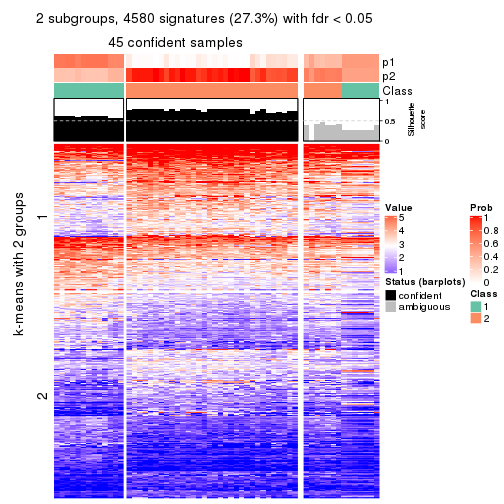 2 subgroups, 4580 signatures (27.3%) with fdr < 0.05
45 confident samples
p1
p2
Class
1
0.5
0
Silhouette
score
k-means with 2 groups
1
2
Value
5
4
3
2
1
Status (barplots)
confident
ambiguous
Prob
1
0.8
0.6
0.4
0.2
0
Class
1
2